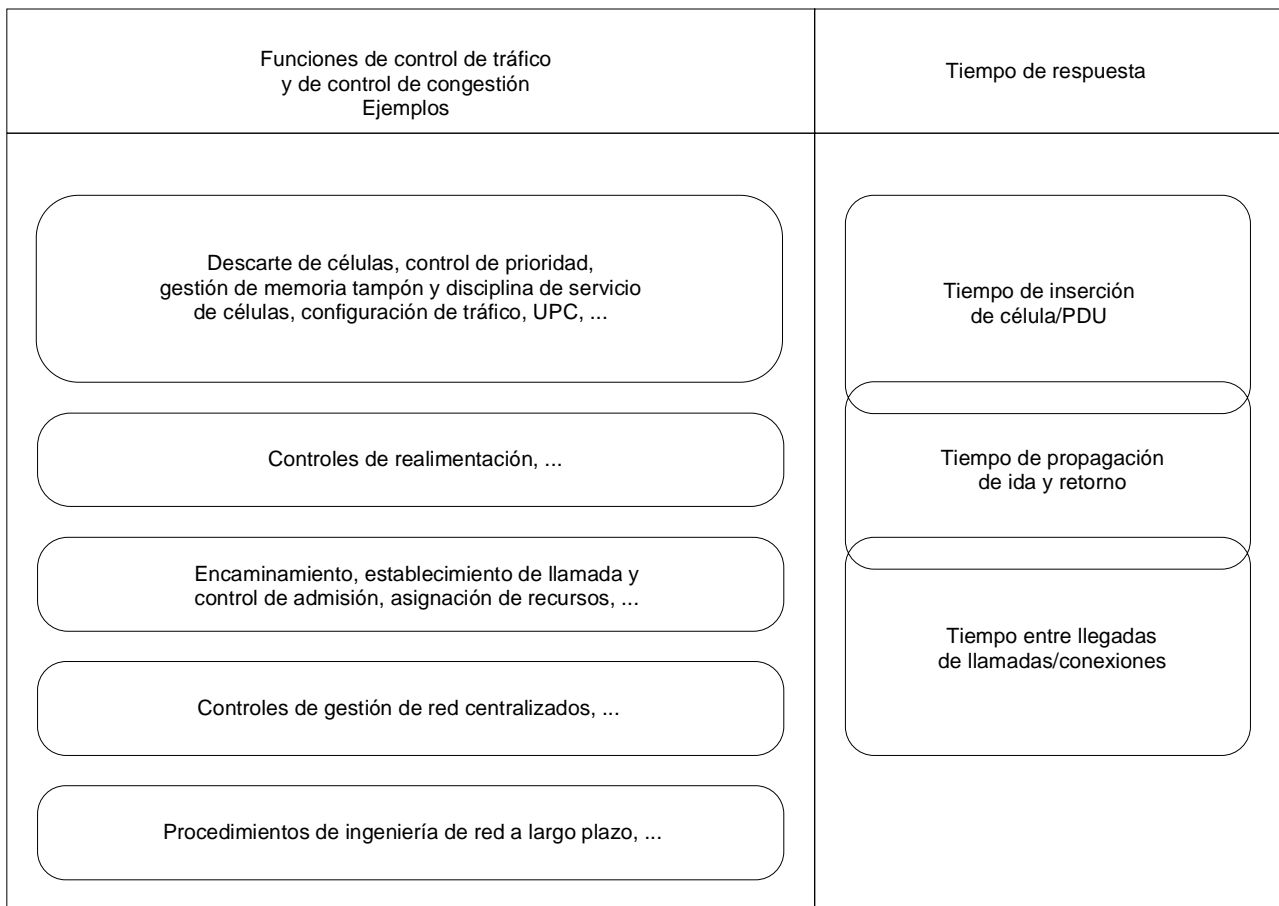 Funciones de control de tráfico
y de control de congestión
Ejemplos
Tiempo de respuesta
Descarte de células, control de prioridad,
gestión de memoria tampón y disciplina de servicio
de células, configuración de tráfico, UPC, ...
Tiempo de inserción
de célula/PDU
Controles de realimentación, ...
Tiempo de propagación
de ida y retorno
Encaminamiento, establecimiento de llamada y
control de admisión, asignación de recursos, ...
Tiempo entre llegadas
de llamadas/conexiones
Controles de gestión de red centralizados, ...
Procedimientos de ingeniería de red a largo plazo, ...